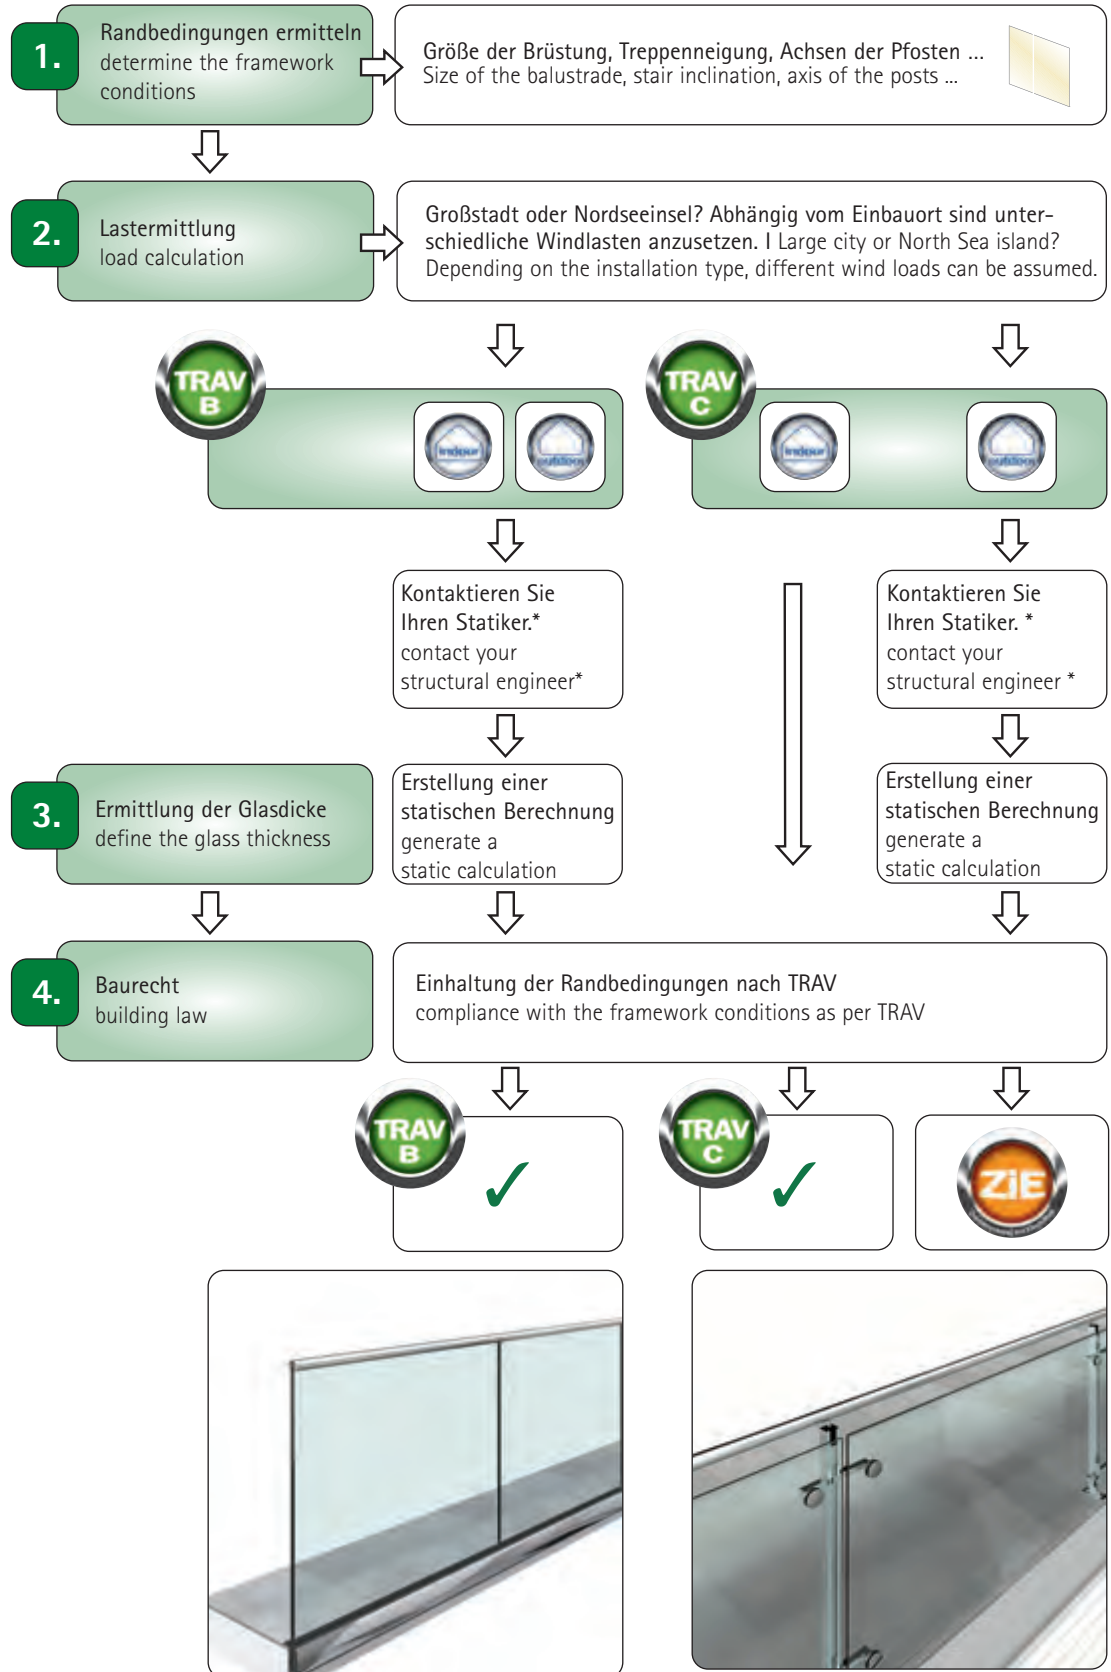 1.
Randbedingungen ermitteln
determine the framework
conditions
Größe der Brüstung, Treppenneigung, Achsen der Pfosten ...
Size of the balustrade, stair inclination, axis of the posts ...
2.
Lastermittlung
load calculation
Großstadt oder Nordseeinsel? Abhängig vom Einbauort sind unter-
schiedliche Windlasten anzusetzen. I Large city or North Sea island?
Depending on the installation type, different wind loads can be assumed.
TRAV
B
indoor
outdoor
TRAV
C
indoor
outdoor
Kontaktieren Sie
Ihren Statiker.*
contact your
structural engineer*
Kontaktieren Sie
Ihren Statiker. *
contact your
structural engineer *
3.
Ermittlung der Glasdicke
define the glass thickness
Erstellung einer
statischen Berechnung
generate a
static calculation
Erstellung einer
statischen Berechnung
generate a
static calculation
4.
Baurecht
building law
Einhaltung der Randbedingungen nach TRAV
compliance with the framework conditions as per TRAV
TRAV
B
TRAV
C
ZiE